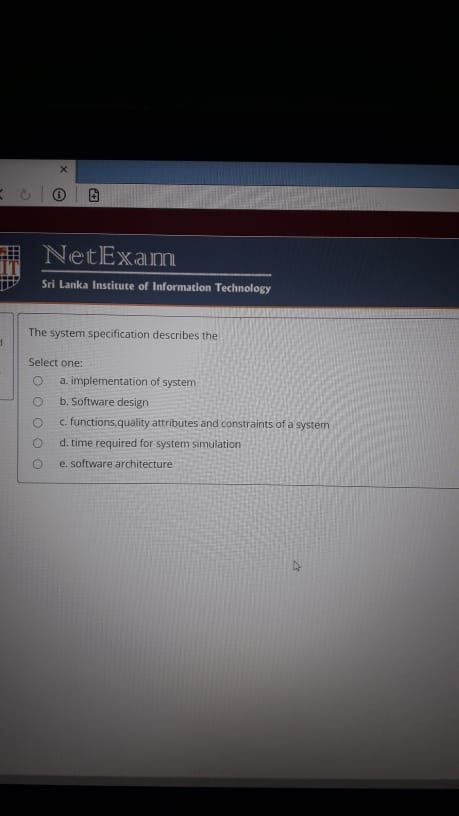 NetExam
Sri Lanka Institute of Information Technology
The system specification describes the
Select one:
a. implementation of system
b. Software design
c. functions,quality attributes and constraints of a system
d. time required for system simulation
e. software architecture